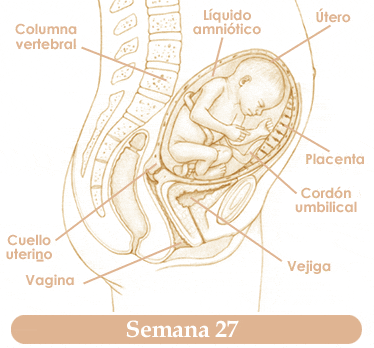 Columna
vertebral
Líquido
amniótico
Útero
Placenta
Cordón
umbilical
Cuello
uterino
Vagina
Vejiga
Semana 27